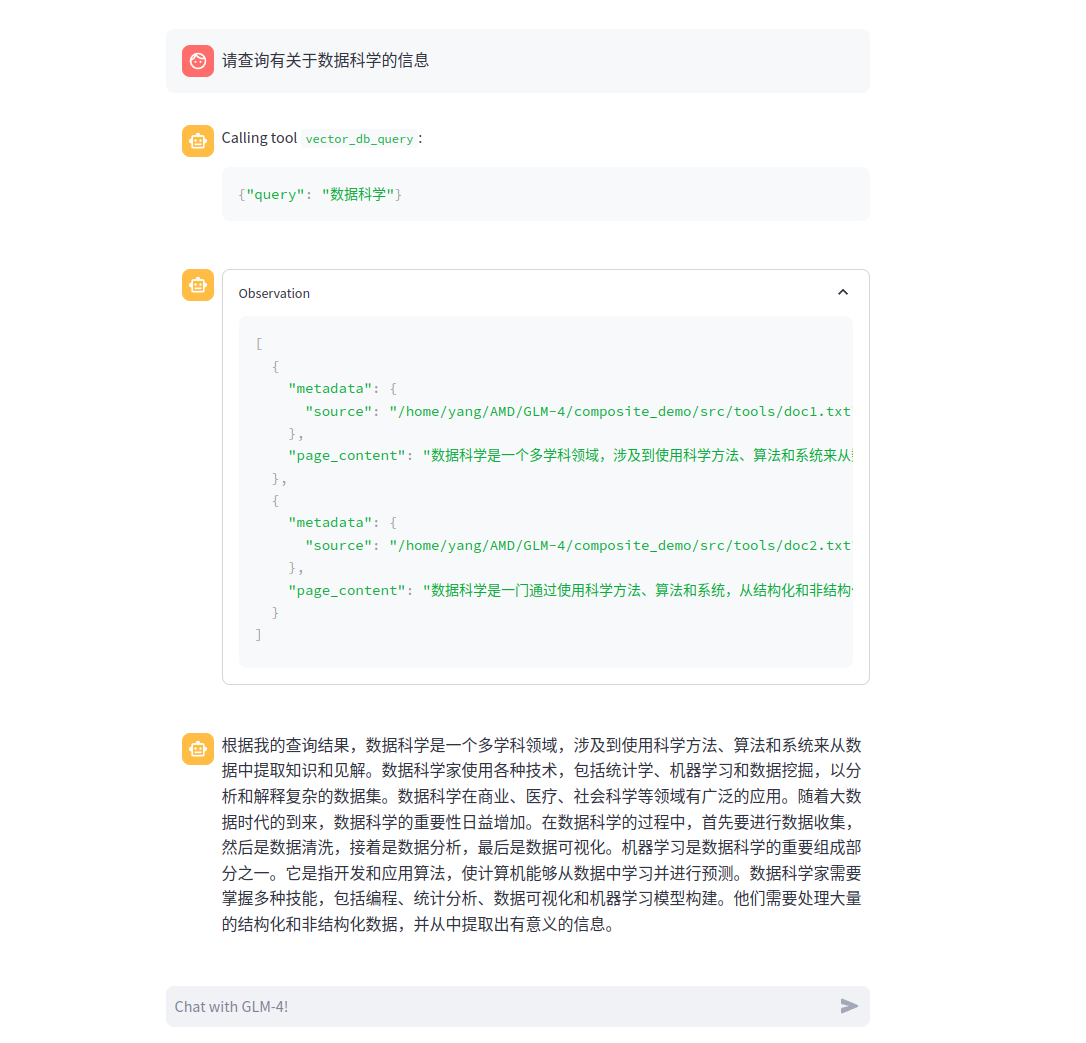 请查询有关于数据科学的信息
Calling tool vector_db_query:
{"query": "数据科学"}
Observation
[
{
"metadata": {
"source": "/home/yang/AMD/GLM-4/composite_demo/src/tools/doc1.txt"
},
"page_content": "数据科学是一个多学科领域，涉及到使用科学方法、算法和系统来从
},
{
"metadata": {
"source": "/home/yang/AMD/GLM-4/composite_demo/src/tools/doc2.txt"
},
"page_content": "数据科学是一门通过使用科学方法、算法和系统，从结构化和非结构
}
]
根据我的查询结果，数据科学是一个多学科领域，涉及到使用科学方法、算法和系统来从数
据中提取知识和见解。数据科学家使用各种技术，包括统计学、机器学习和数据挖掘，以分
析和解释复杂的数据集。数据科学在商业、医疗、社会科学等领域有广泛的应用。随着大数
据时代的到来，数据科学的重要性日益增加。在数据科学的过程中，首先要进行数据收集，
然后是数据清洗，接着是数据分析，最后是数据可视化。机器学习是数据科学的重要组成部
分之一。它是指开发和应用算法，使计算机能够从数据中学习并进行预测。数据科学家需要
掌握多种技能，包括编程、统计分析、数据可视化和机器学习模型构建。他们需要处理大量
的结构化和非结构化数据，并从中提取出有意义的信息。
Chat with GLM-4!